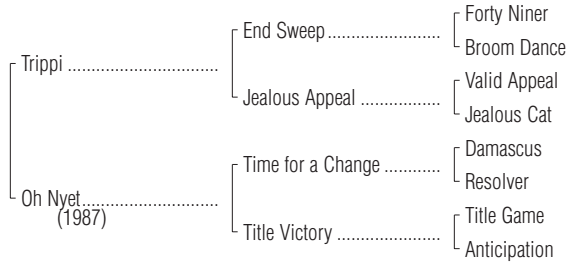 Forty Niner
End Sweep.......................
Broom Dance
Trippi ...............................
Valid Appeal
Jealous Appeal .................
Jealous Cat
Damascus
Time for a Change ............
Resolver
Oh Nyet............................
(1987)
Title Game
Title Victory .....................
Anticipation